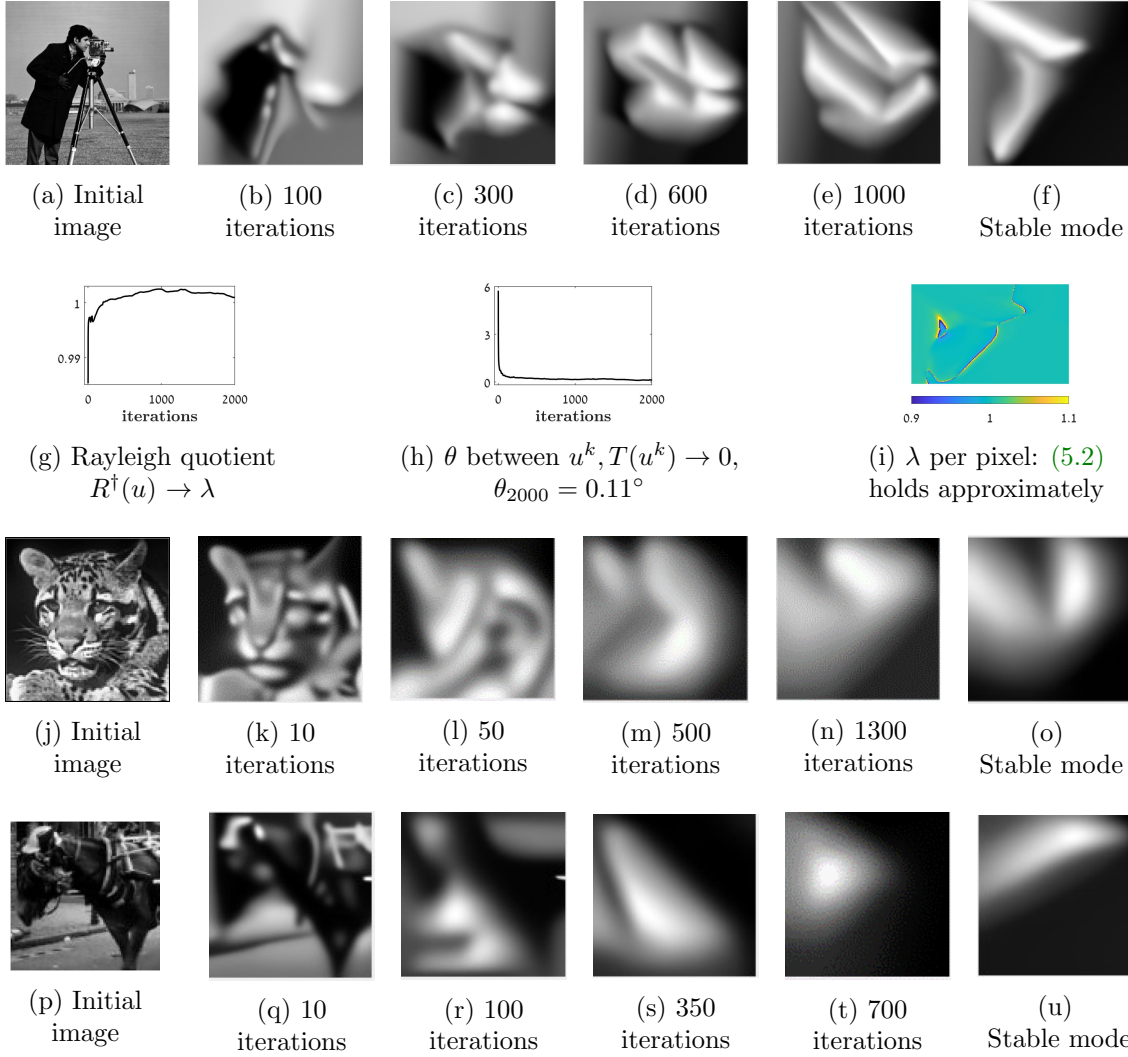 (a) Initial
image
(b) 100
iterations
(c) 300
iterations
(d) 600
iterations
(e) 1000
iterations
(f)
Stable mode
1
0.99
0
1000
2000
iterations
6
3
0
0
1000
2000
iterations
0.9
1
1.1
(g) Rayleigh quotient
R†(u) → λ
(h) θ between uᵏ, T(uᵏ) → 0,
θ₂₀₀₀ = 0.11°
(i) λ per pixel: (5.2)
holds approximately
(j) Initial
image
(k) 10
iterations
(l) 50
iterations
(m) 500
iterations
(n) 1300
iterations
(o)
Stable mode
(p) Initial
image
(q) 10
iterations
(r) 100
iterations
(s) 350
iterations
(t) 700
iterations
(u)
Stable mode